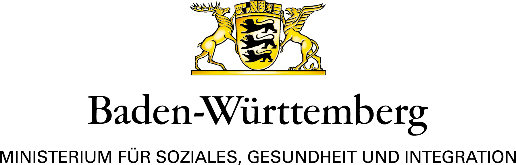 Baden-Württemberg
MINISTERIUM FÜR SOZIALES, GESUNDHEIT UND INTEGRATION